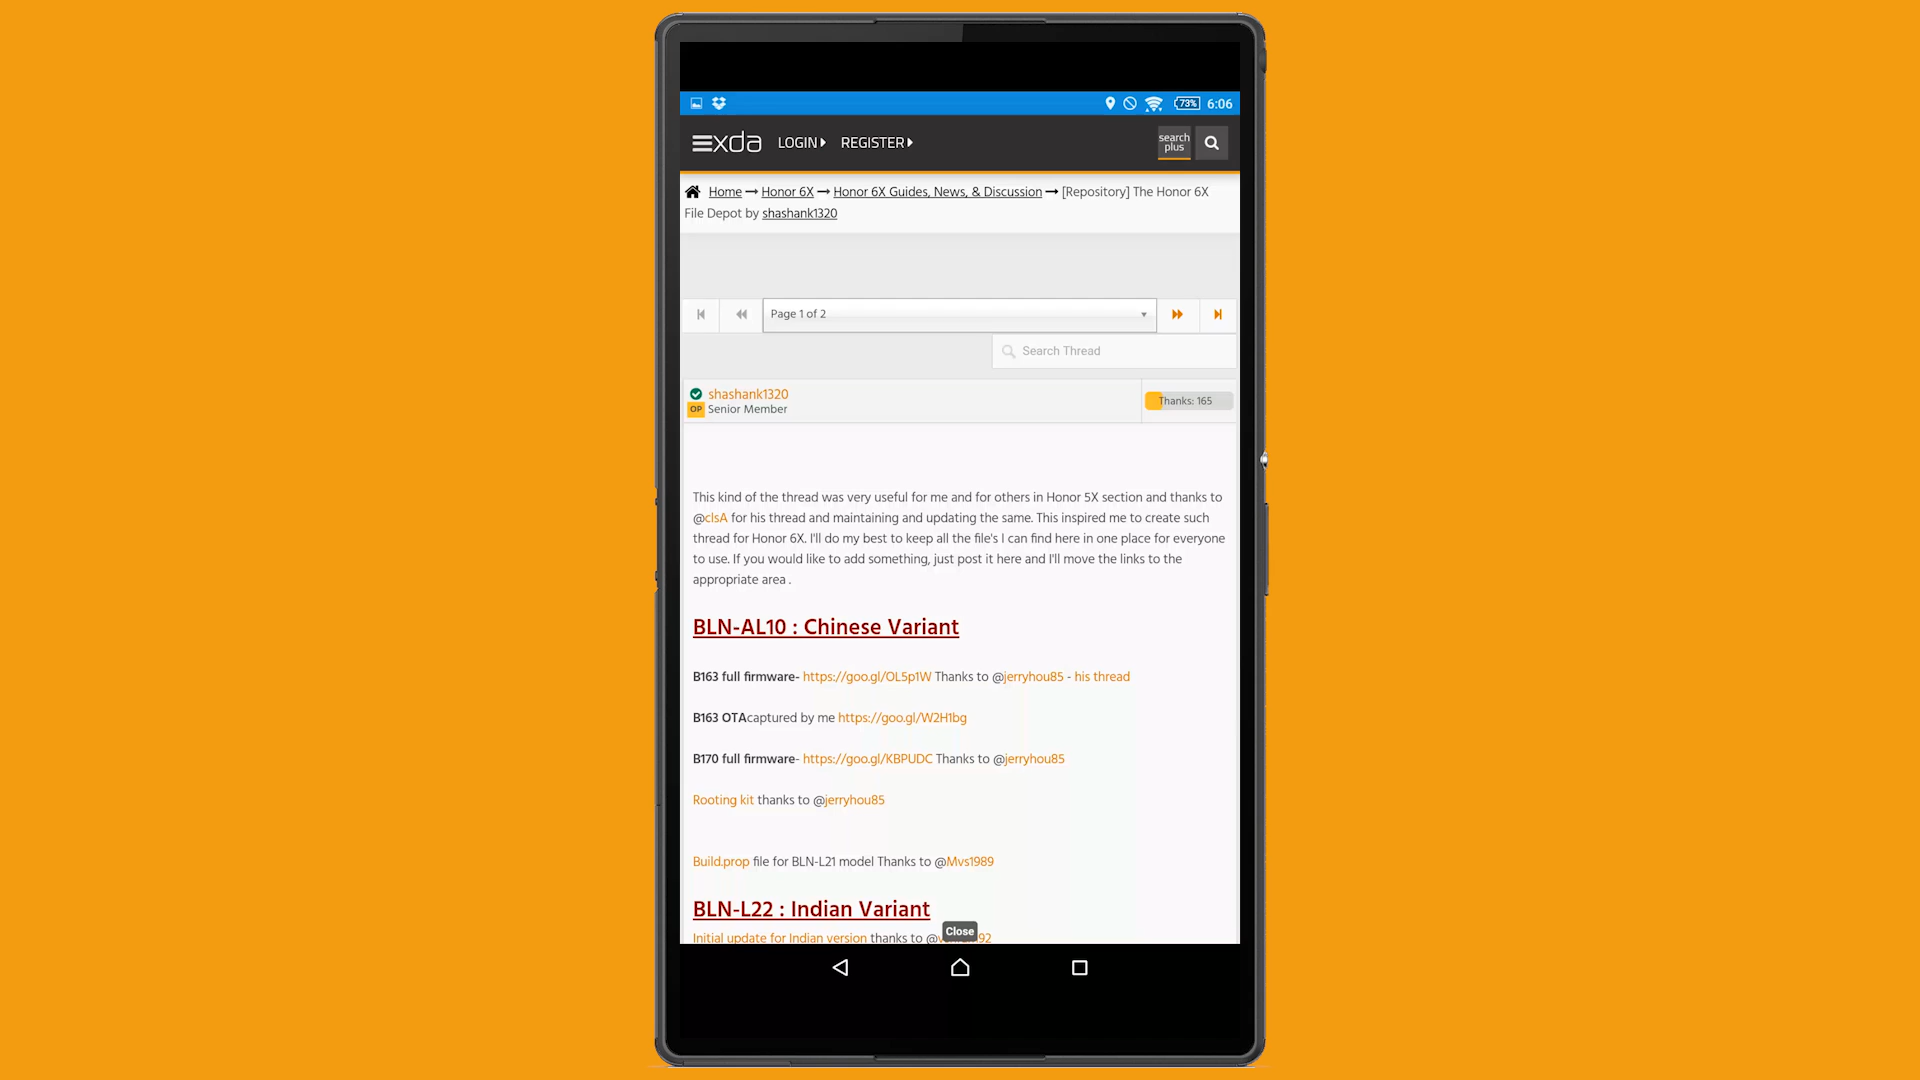 73% 6:06
xda LOGIN REGISTER search plus
Home → Honor 6X → Honor 6X Guides, News, & Discussion → [Repository] The Honor 6X
File Depot by shashank1320
Page 1 of 2
Search Thread
shashank1320
OP Senior Member
Thanks: 165
This kind of the thread was very useful for me and for others in Honor 5X section and thanks to
@clsA for his thread and maintaining and updating the same. This inspired me to create such
thread for Honor 6X. I'll do my best to keep all the file's I can find here in one place for everyone
to use. If you would like to add something, just post it here and I'll move the links to the
appropriate area .
BLN-AL10 : Chinese Variant
B163 full firmware- https://goo.gl/OL5p1W Thanks to @jerryhou85 - his thread
B163 OTAcaptured by me https://goo.gl/W2H1bg
B170 full firmware- https://goo.gl/KBPUDC Thanks to @jerryhou85
Rooting kit thanks to @jerryhou85
Build.prop file for BLN-L21 model Thanks to @Mvs1989
BLN-L22 : Indian Variant
Initial update for Indian version thanks to
Close